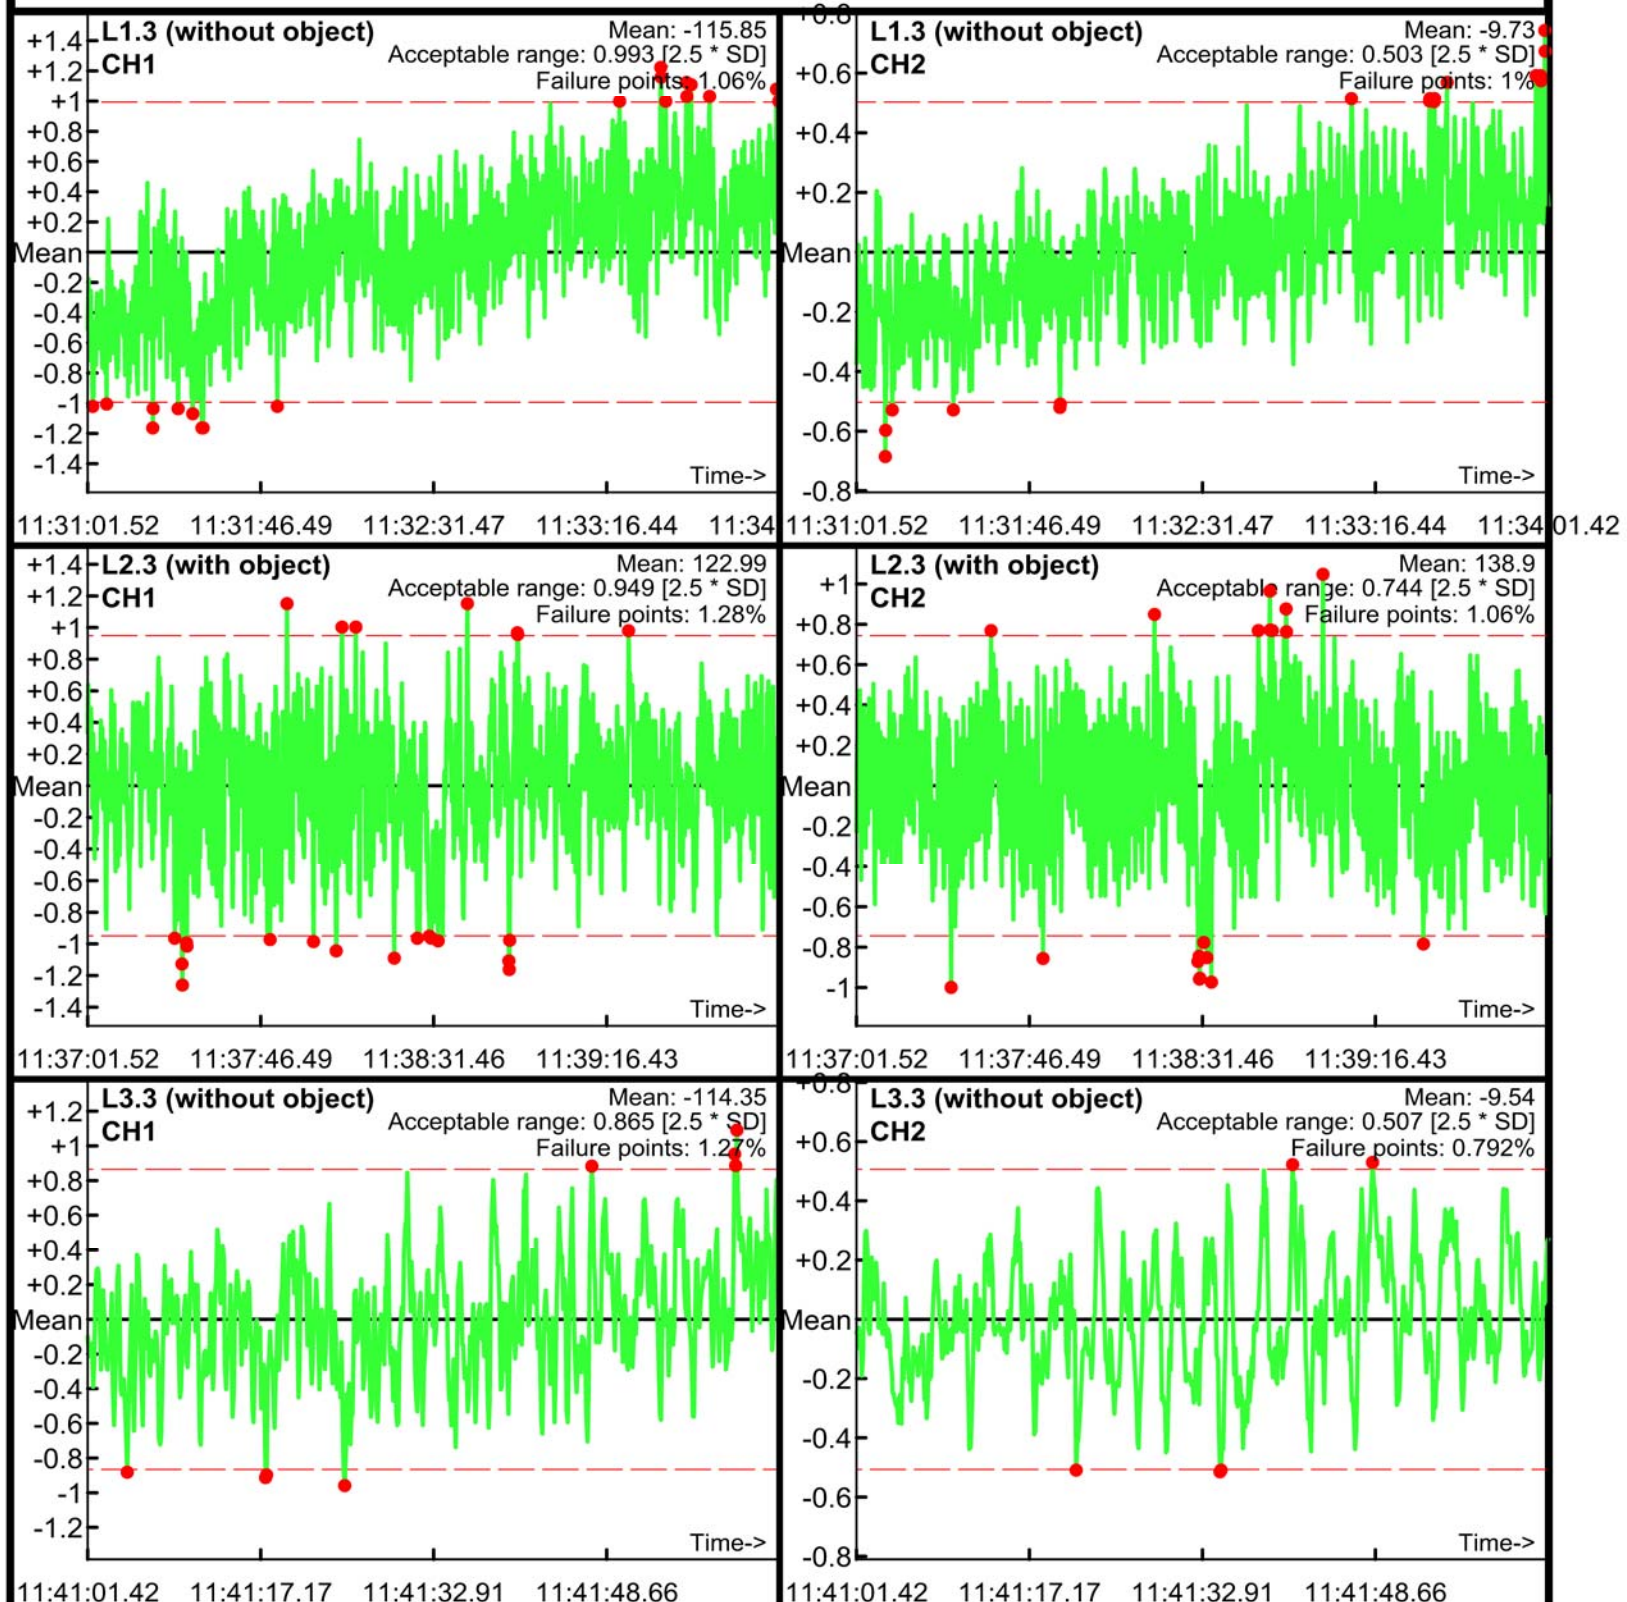 L1.3 (without object)
CH1
Mean: -115.85
Acceptable range: 0.993 [2.5 * SD]
Failure points: 1.06%
+1.4
+1.2
+1
+0.8
+0.6
+0.4
+0.2
Mean
-0.2
-0.4
-0.6
-0.8
-1
-1.2
-1.4
Time->
11:31:01.52 11:31:46.49 11:32:31.47 11:33:16.44 11:34
L1.3 (without object)
CH2
Mean: -9.73
Acceptable range: 0.503 [2.5 * SD]
Failure points: 1%
+0.8
+0.6
+0.4
+0.2
Mean
-0.2
-0.4
-0.6
-0.8
Time->
11:31:01.52 11:31:46.49 11:32:31.47 11:33:16.44 11:34:01.42
L2.3 (with object)
CH1
Mean: 122.99
Acceptable range: 0.949 [2.5 * SD]
Failure points: 1.28%
+1.4
+1.2
+1
+0.8
+0.6
+0.4
+0.2
Mean
-0.2
-0.4
-0.6
-0.8
-1
-1.2
-1.4
Time->
11:37:01.52 11:37:46.49 11:38:31.46 11:39:16.43
L2.3 (with object)
CH2
Mean: 138.9
Acceptable range: 0.744 [2.5 * SD]
Failure points: 1.06%
+1
+0.8
+0.6
+0.4
+0.2
Mean
-0.2
-0.4
-0.6
-0.8
-1
Time->
11:37:01.52 11:37:46.49 11:38:31.46 11:39:16.43
L3.3 (without object)
CH1
Mean: -114.35
Acceptable range: 0.865 [2.5 * SD]
Failure points: 1.27%
+1.2
+1
+0.8
+0.6
+0.4
+0.2
Mean
-0.2
-0.4
-0.6
-0.8
-1
-1.2
Time->
11:41:01.42 11:41:17.17 11:41:32.91 11:41:48.66
L3.3 (without object)
CH2
Mean: -9.54
Acceptable range: 0.507 [2.5 * SD]
Failure points: 0.792%
+0.8
+0.6
+0.4
+0.2
Mean
-0.2
-0.4
-0.6
-0.8
Time->
11:41:01.42 11:41:17.17 11:41:32.91 11:41:48.66